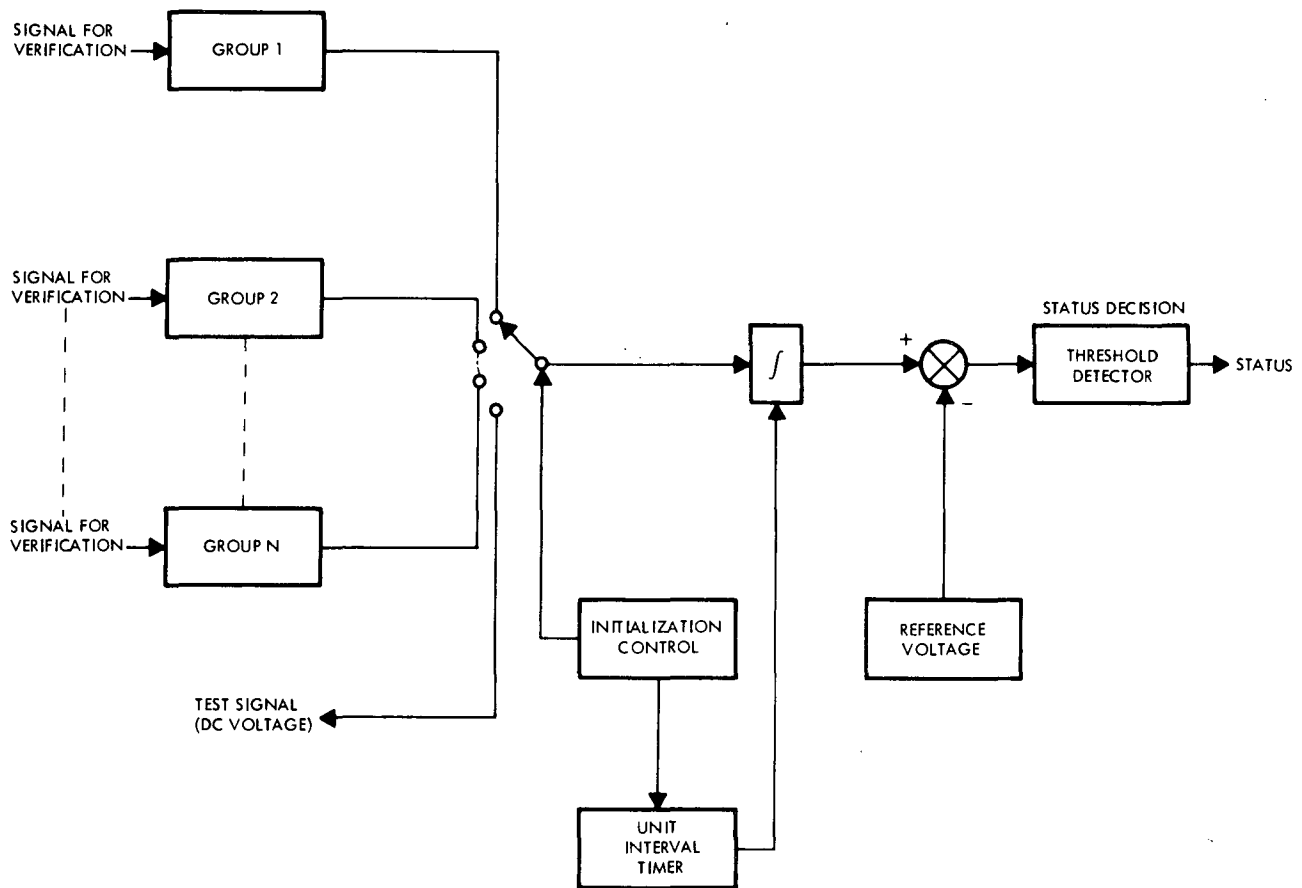 SIGNAL FOR
VERIFICATION
GROUP 1
SIGNAL FOR
VERIFICATION
GROUP 2
STATUS DECISION
+
∫
THRESHOLD
DETECTOR
STATUS
−
SIGNAL FOR
VERIFICATION
GROUP N
INITIALIZATION
CONTROL
REFERENCE
VOLTAGE
TEST SIGNAL
(DC VOLTAGE)
UNIT
INTERVAL
TIMER